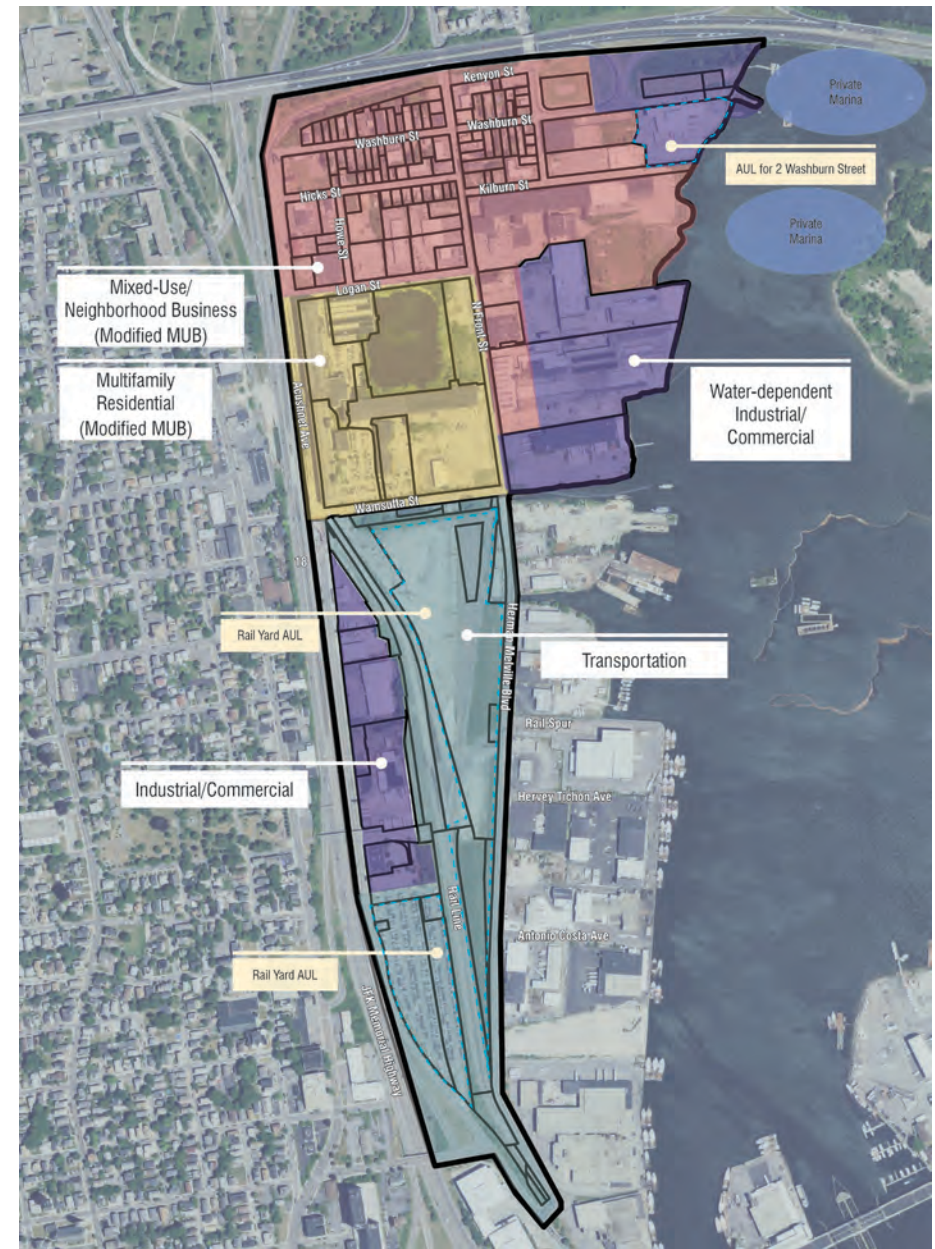 Kenyon St
Private
Marina
Washburn St
Washburn St
AUL for 2 Washburn Street
Nicks St
Kilburn St
Private
Marina
Howe St
Mixed-Use/
Neighborhood Business
(Modified MUB)
Logan St
N Front St
Multifamily
Residential
(Modified MUB)
Acushnet Ave
Water-dependent
Industrial/
Commercial
Wamsutta St
18
Rail Yard AUL
Herman Melville Blvd
Transportation
Rail Spur
Industrial/Commercial
Hervey Tichon Ave
Rail Line
Antonio Costa Ave
Rail Yard AUL
JFK Memorial Highway